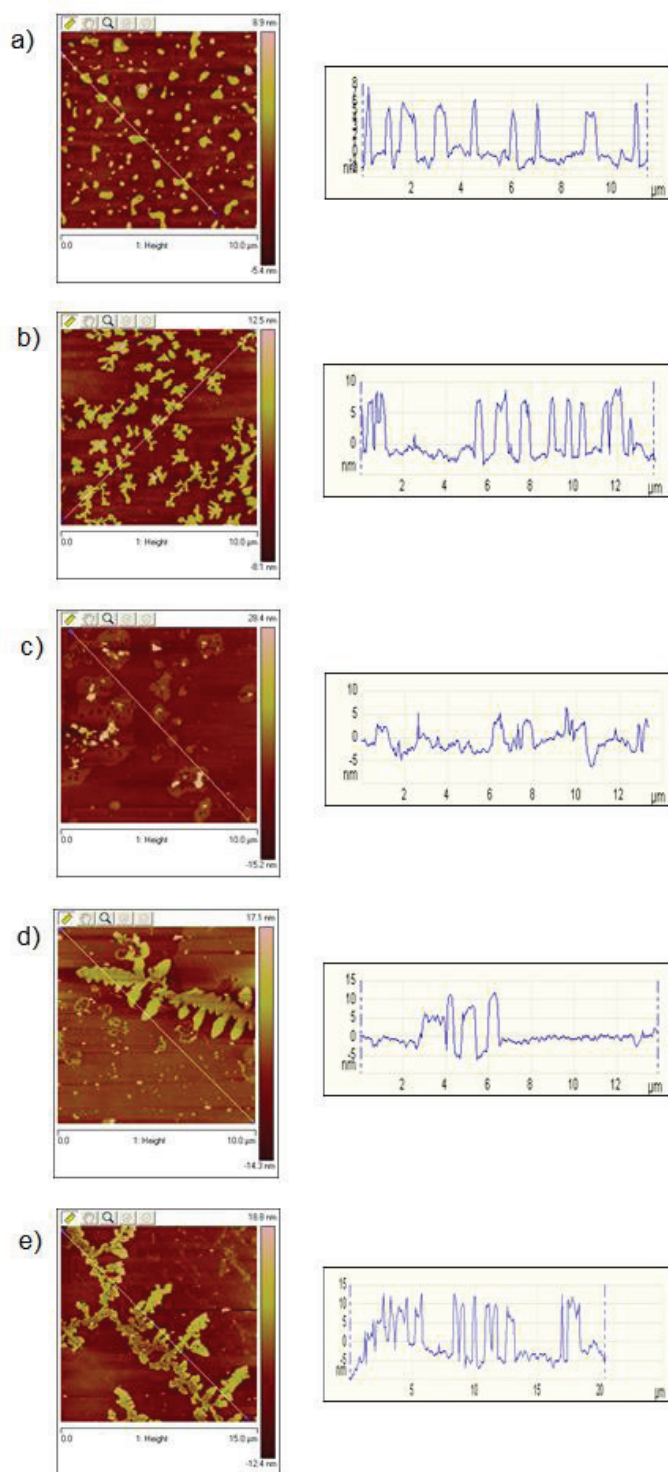 a)
8.9 nm
0.0 1: Height 10.0 µm
-5.4 nm
nm
2 4 6 8 10 µm
b)
12.5 nm
0.0 1: Height 10.0 µm
-8.1 nm
10
5
0
nm
2 4 6 8 10 12 µm
c)
28.4 nm
0.0 1: Height 10.0 µm
-15.2 nm
10
5
0
-5
nm
2 4 6 8 10 12 µm
d)
17.1 nm
0.0 1: Height 10.0 µm
-14.3 nm
15
10
5
0
-5
nm
2 4 6 8 10 12 µm
e)
18.8 nm
0.0 1: Height 15.0 µm
-12.4 nm
15
10
5
0
-5
nm
5 10 15 20 µm